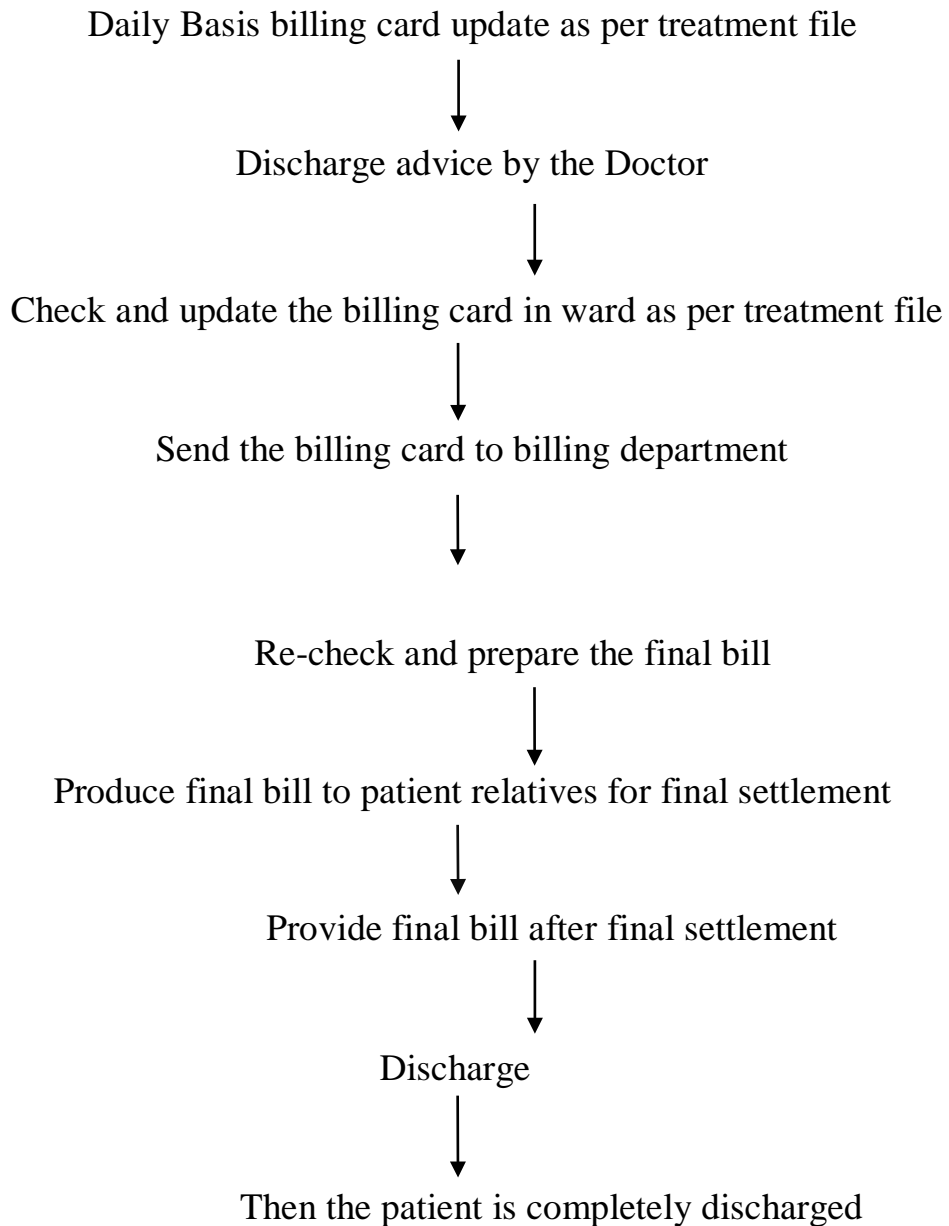 Daily Basis billing card update as per treatment file
Discharge advice by the Doctor
Check and update the billing card in ward as per treatment file
Send the billing card to billing department
Re-check and prepare the final bill
Produce final bill to patient relatives for final settlement
Provide final bill after final settlement
Discharge
Then the patient is completely discharged